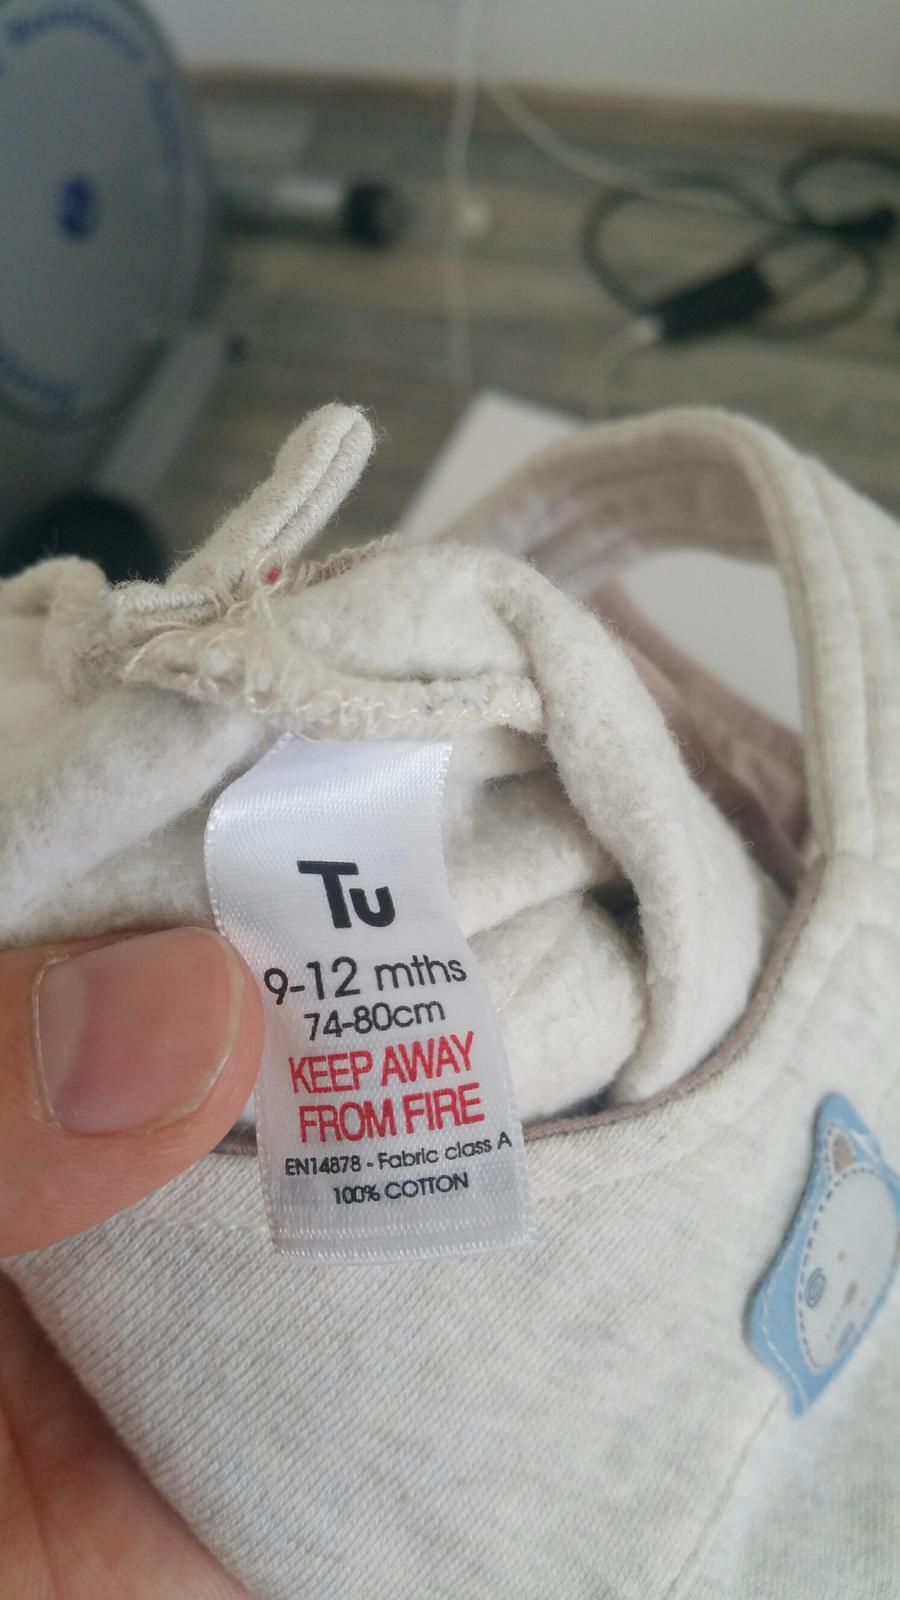 Tu
9-12 mths
74-80cm
KEEP AWAY
FROM FIRE
EN14878 - Fabric class A
100% COTTON